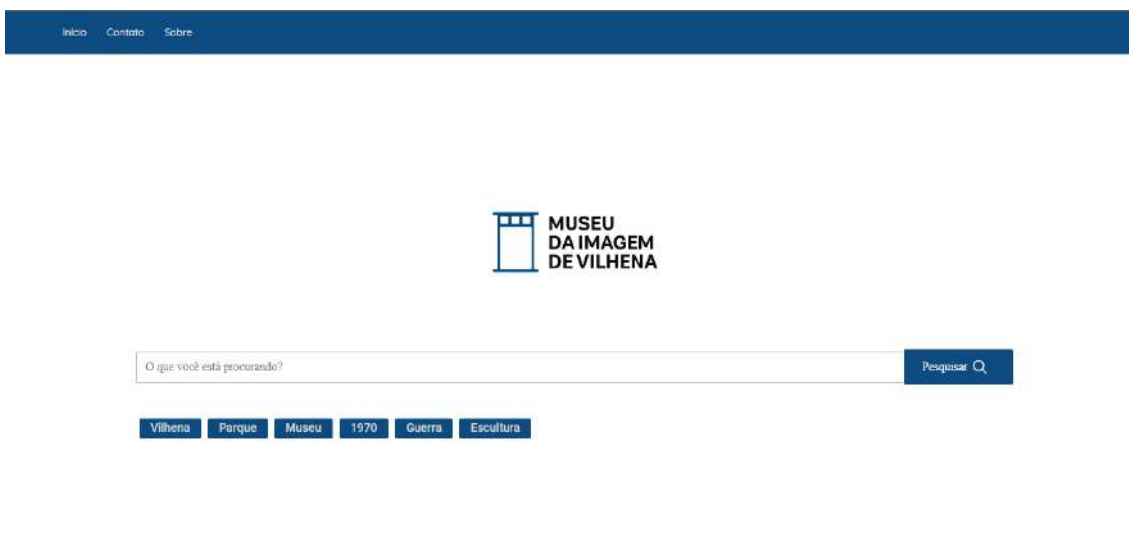 Início Contato Sobre
MUSEU
DA IMAGEM
DE VILHENA
O que você está procurando?
Pesquisar
Vilhena Parque Museu 1970 Guerra Escultura